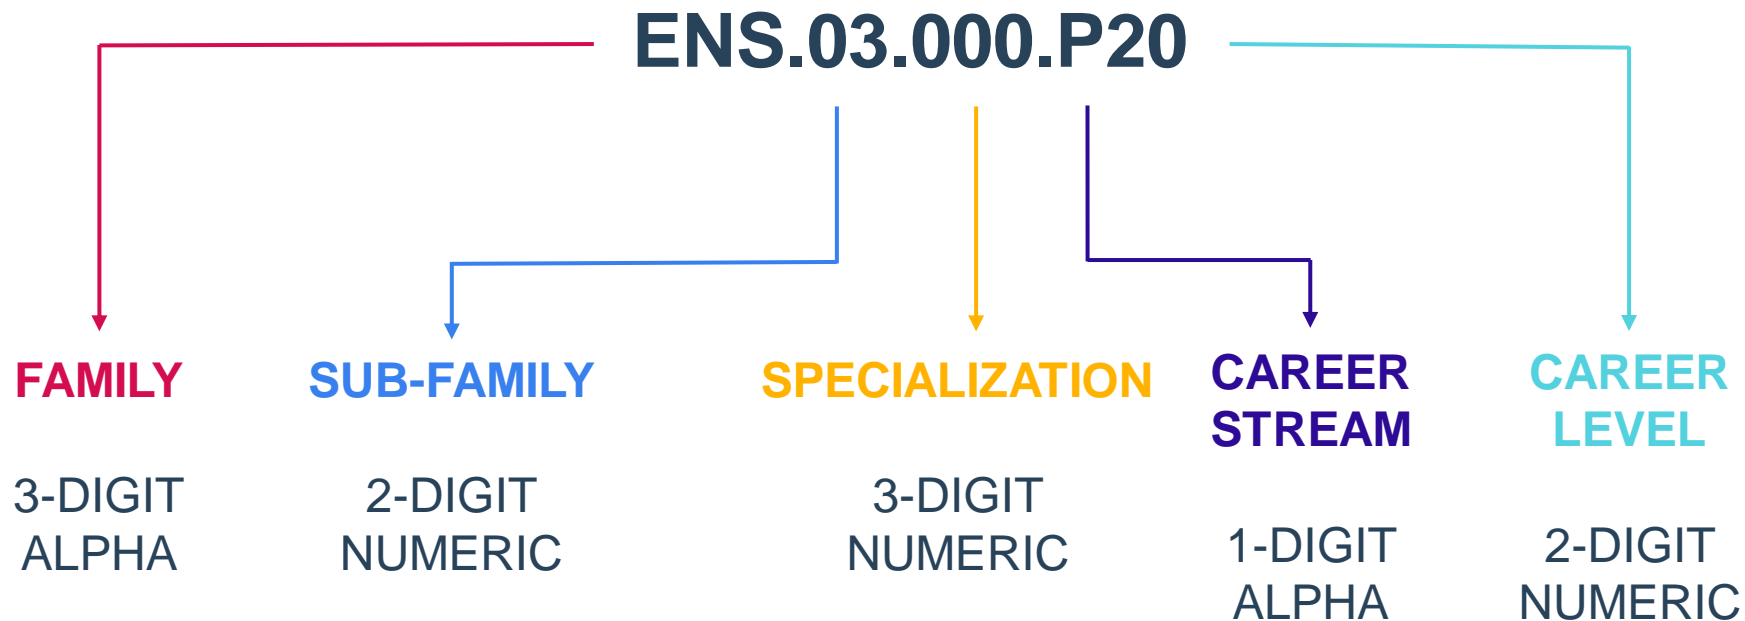 ENS.03.000.P20
FAMILY
3-DIGIT
ALPHA
SUB-FAMILY
2-DIGIT
NUMERIC
SPECIALIZATION
3-DIGIT
NUMERIC
CAREER
STREAM
1-DIGIT
ALPHA
CAREER
LEVEL
2-DIGIT
NUMERIC